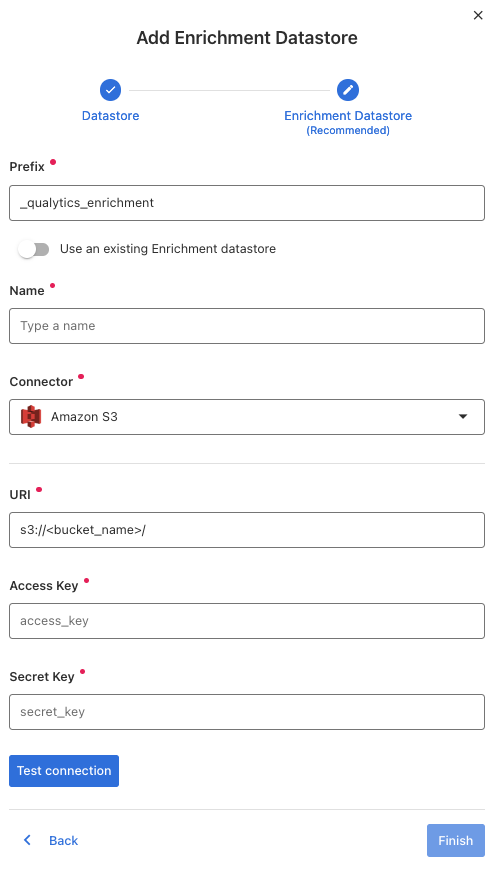 Add Enrichment Datastore
Datastore
Enrichment Datastore
(Recommended)
Prefix
_qualytics_enrichment
Use an existing Enrichment datastore
Name
Type a name
Connector
Amazon S3
URI
s3://<bucket_name>/
Access Key
access_key
Secret Key
secret_key
Test connection
Back
Finish